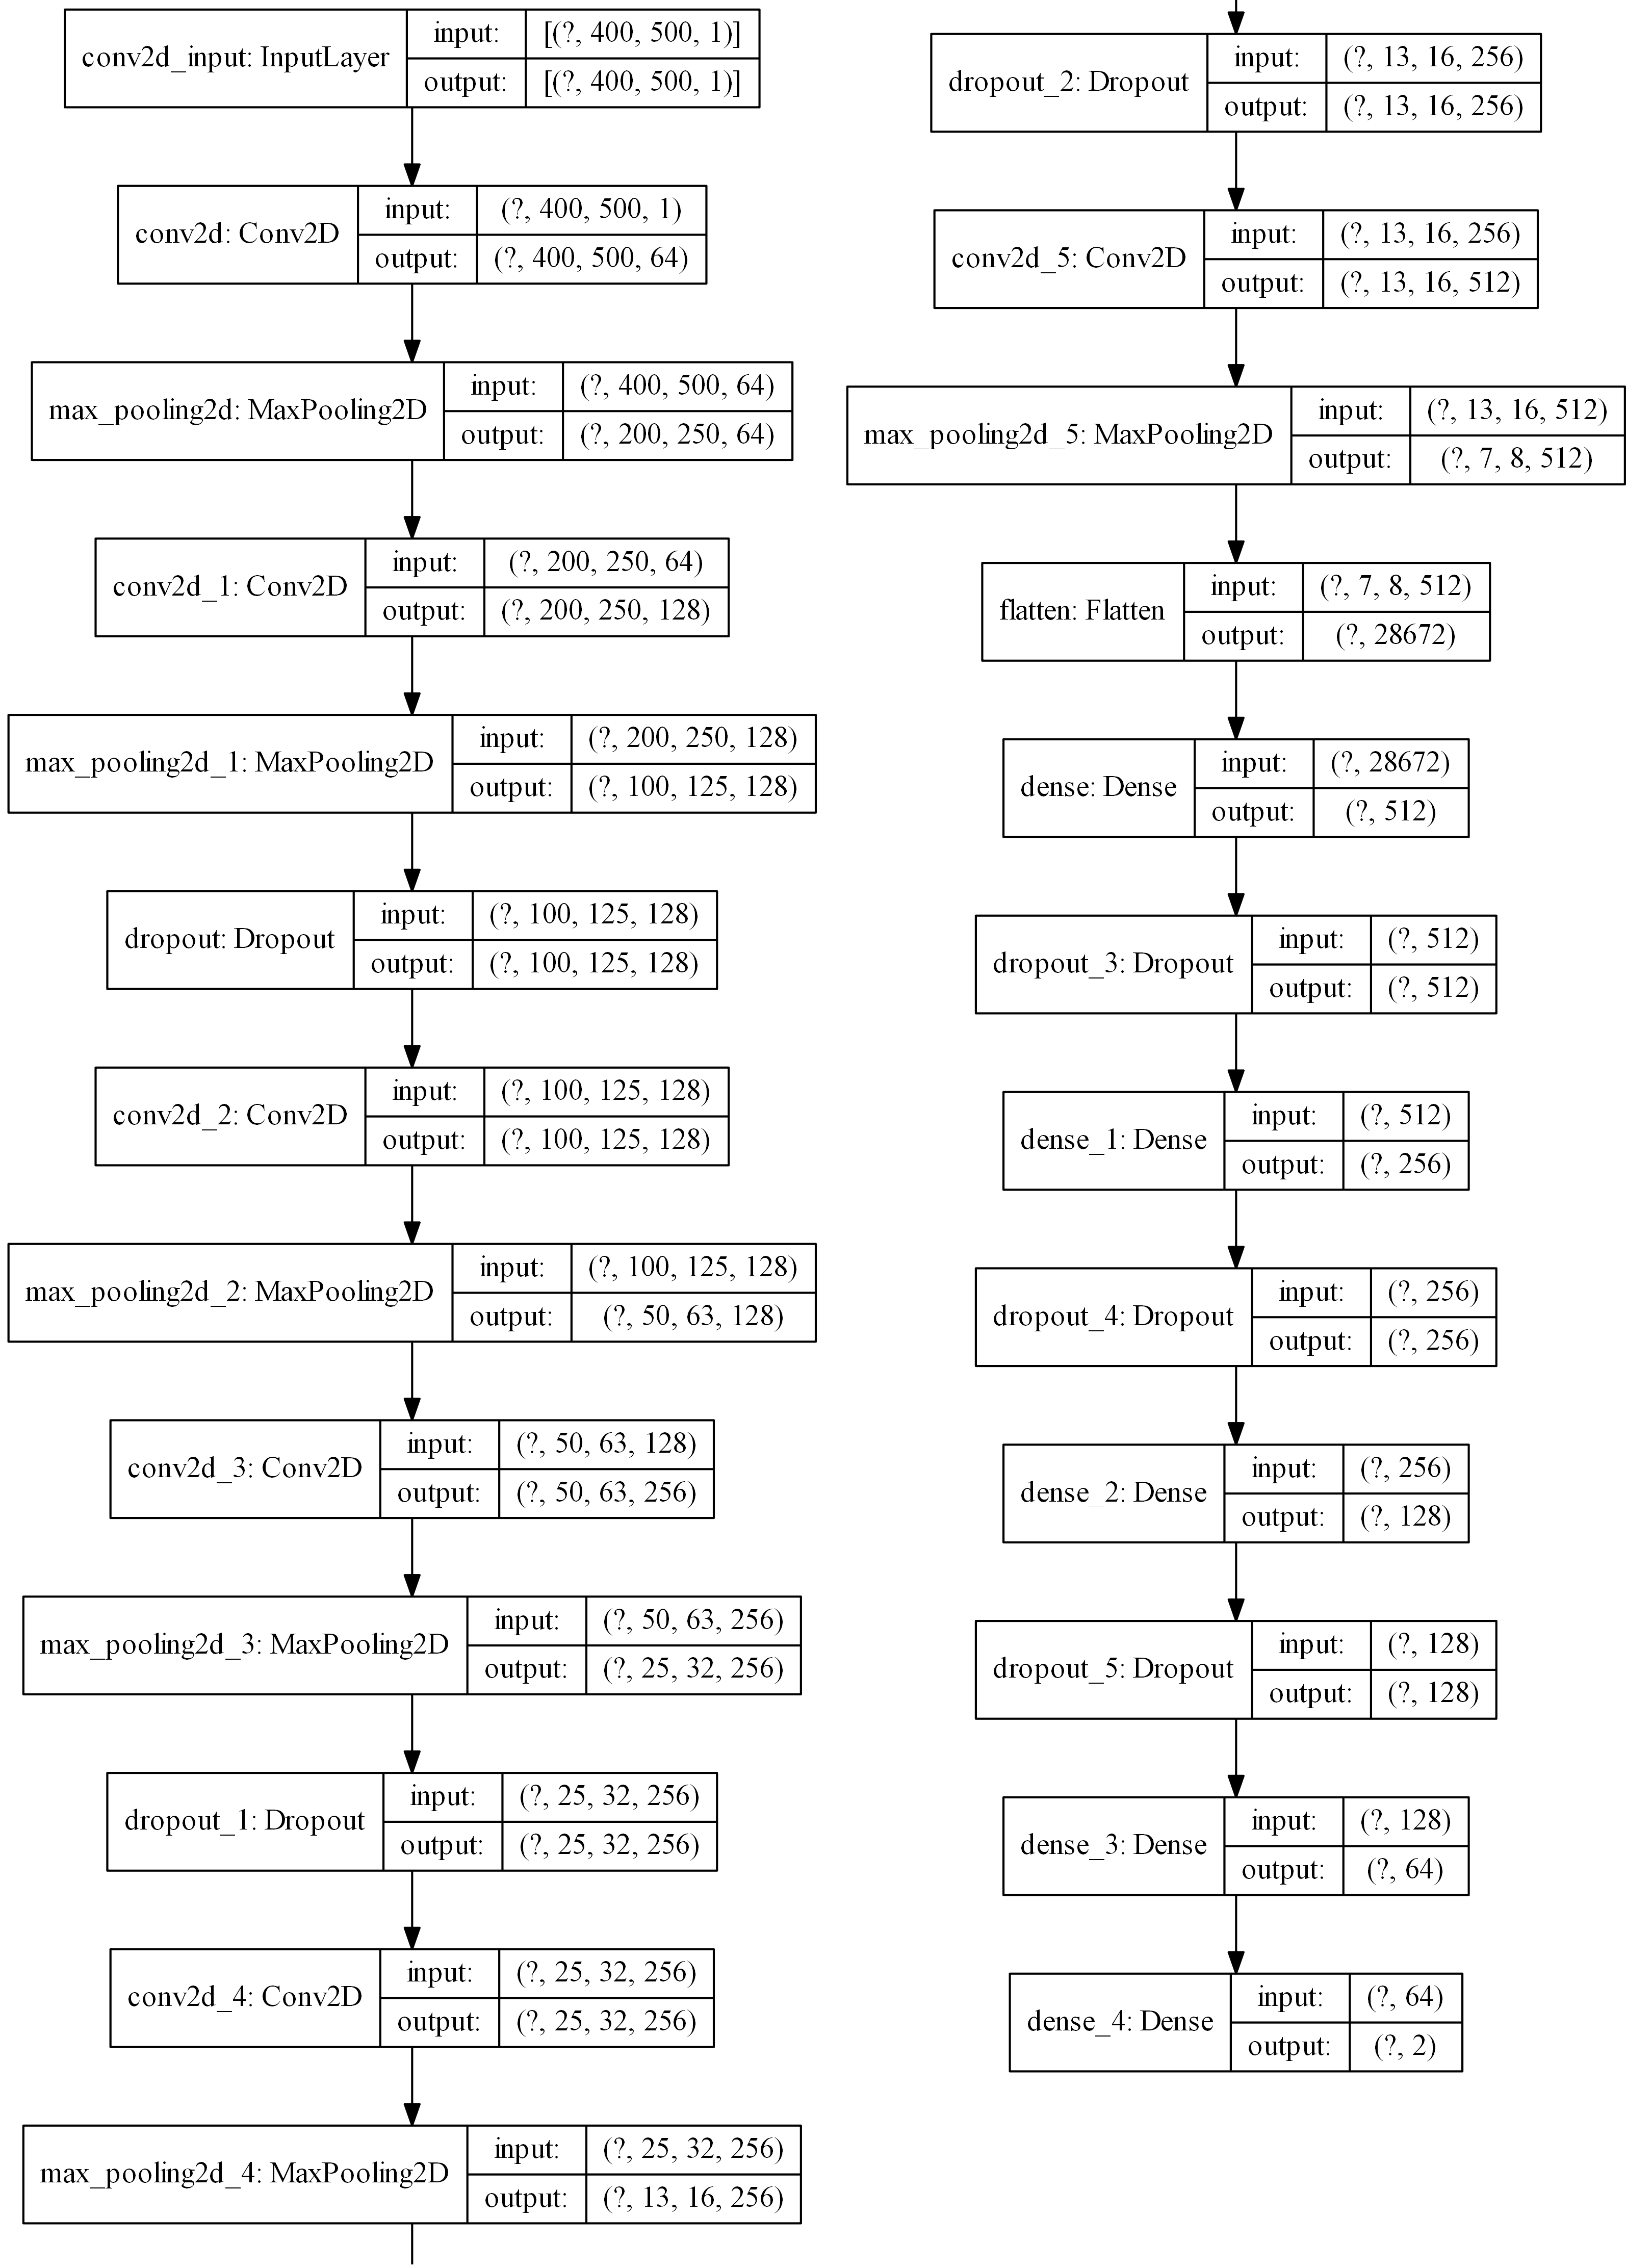 conv2d_input: InputLayer
input: [(?, 400, 500, 1)]
output: [(?, 400, 500, 1)]
conv2d: Conv2D
input: (?, 400, 500, 1)
output: (?, 400, 500, 64)
max_pooling2d: MaxPooling2D
input: (?, 400, 500, 64)
output: (?, 200, 250, 64)
conv2d_1: Conv2D
input: (?, 200, 250, 64)
output: (?, 200, 250, 128)
max_pooling2d_1: MaxPooling2D
input: (?, 200, 250, 128)
output: (?, 100, 125, 128)
dropout: Dropout
input: (?, 100, 125, 128)
output: (?, 100, 125, 128)
conv2d_2: Conv2D
input: (?, 100, 125, 128)
output: (?, 100, 125, 128)
max_pooling2d_2: MaxPooling2D
input: (?, 100, 125, 128)
output: (?, 50, 63, 128)
conv2d_3: Conv2D
input: (?, 50, 63, 128)
output: (?, 50, 63, 256)
max_pooling2d_3: MaxPooling2D
input: (?, 50, 63, 256)
output: (?, 25, 32, 256)
dropout_1: Dropout
input: (?, 25, 32, 256)
output: (?, 25, 32, 256)
conv2d_4: Conv2D
input: (?, 25, 32, 256)
output: (?, 25, 32, 256)
max_pooling2d_4: MaxPooling2D
input: (?, 25, 32, 256)
output: (?, 13, 16, 256)
dropout_2: Dropout
input: (?, 13, 16, 256)
output: (?, 13, 16, 256)
conv2d_5: Conv2D
input: (?, 13, 16, 256)
output: (?, 13, 16, 512)
max_pooling2d_5: MaxPooling2D
input: (?, 13, 16, 512)
output: (?, 7, 8, 512)
flatten: Flatten
input: (?, 7, 8, 512)
output: (?, 28672)
dense: Dense
input: (?, 28672)
output: (?, 512)
dropout_3: Dropout
input: (?, 512)
output: (?, 512)
dense_1: Dense
input: (?, 512)
output: (?, 256)
dropout_4: Dropout
input: (?, 256)
output: (?, 256)
dense_2: Dense
input: (?, 256)
output: (?, 128)
dropout_5: Dropout
input: (?, 128)
output: (?, 128)
dense_3: Dense
input: (?, 128)
output: (?, 64)
dense_4: Dense
input: (?, 64)
output: (?, 2)